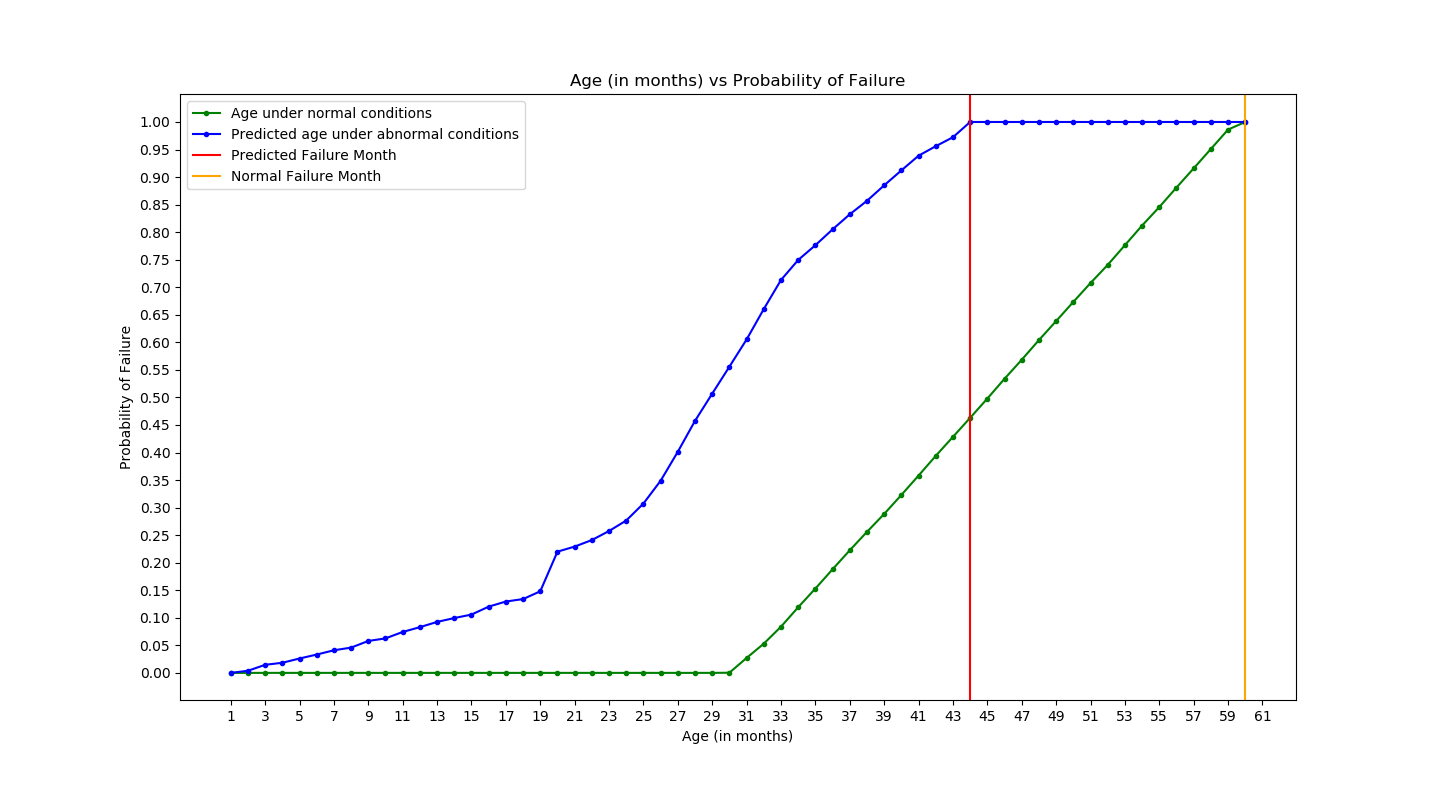 Age (in months) vs Probability of Failure
Age under normal conditions
Predicted age under abnormal conditions
Predicted Failure Month
Normal Failure Month
1.00
0.95
0.90
0.85
0.80
0.75
0.70
0.65
0.60
0.55
0.50
0.45
0.40
0.35
0.30
0.25
0.20
0.15
0.10
0.05
0.00
Probability of Failure
1 3 5 7 9 11 13 15 17 19 21 23 25 27 29 31 33 35 37 39 41 43 45 47 49 51 53 55 57 59 61
Age (in months)